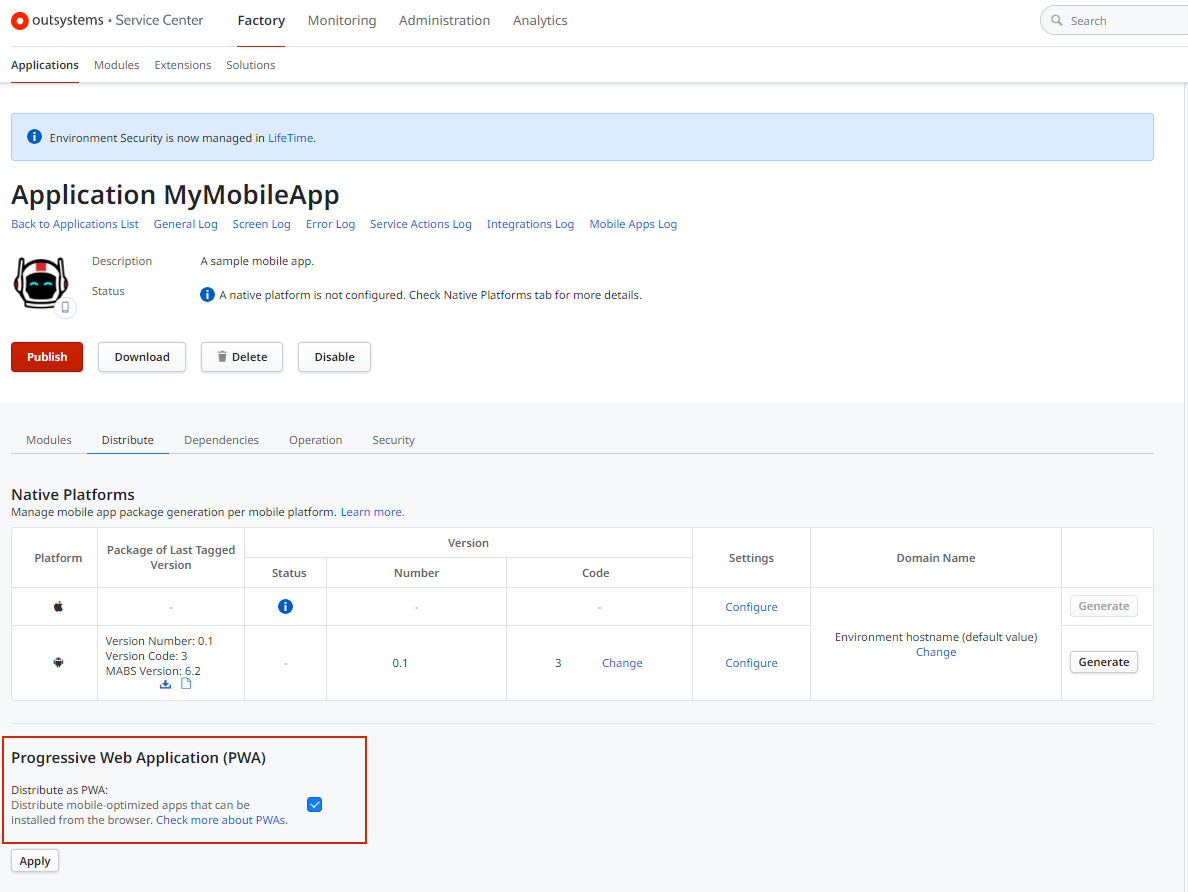 outsystems • Service Center
Factory
Monitoring
Administration
Analytics
Search
Applications
Modules
Extensions
Solutions
Environment Security is now managed in LifeTime.
Application MyMobileApp
Back to Applications List
General Log
Screen Log
Error Log
Service Actions Log
Integrations Log
Mobile Apps Log
Description
A sample mobile app.
Status
A native platform is not configured. Check Native Platforms tab for more details.
Publish
Download
Delete
Disable
Modules
Distribute
Dependencies
Operation
Security
Native Platforms
Manage mobile app package generation per mobile platform. Learn more.
Platform
Package of Last Tagged
Version
Version
Status
Number
Code
Settings
Domain Name
-
-
-
Configure
Generate
Version Number: 0.1
Version Code: 3
MABS Version: 6.2
-
0.1
3
Change
Configure
Environment hostname (default value)
Change
Generate
Progressive Web Application (PWA)
Distribute as PWA:
Distribute mobile-optimized apps that can be
installed from the browser. Check more about PWAs.
Apply